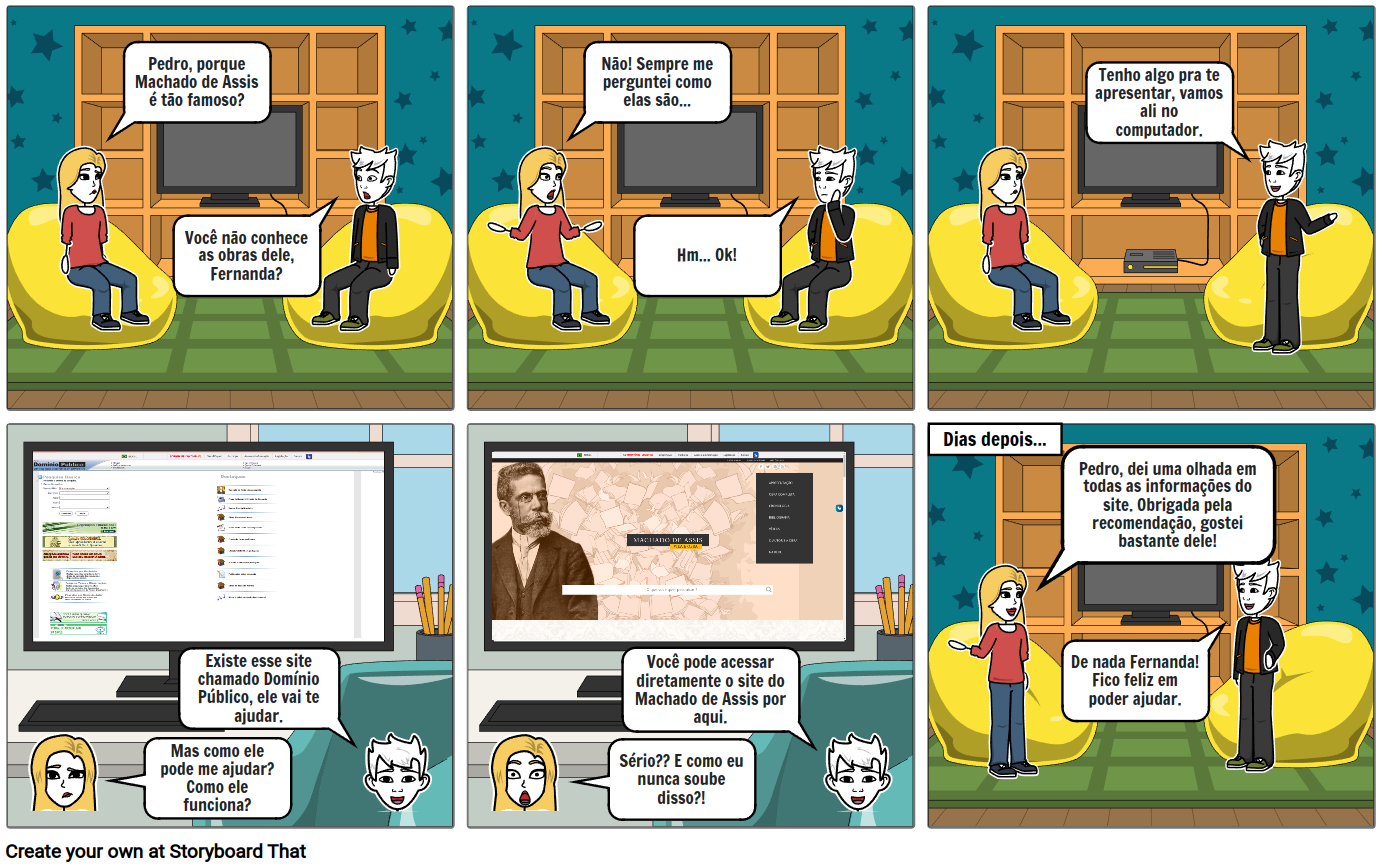 Pedro, porque
Machado de Assis
é tão famoso?
Você não conhece
as obras dele,
Fernanda?
Não! Sempre me
perguntei como
elas são...
Hm... Ok!
Tenho algo pra te
apresentar, vamos
ali no
computador.
Domínio Público
Existe esse site
chamado Domínio
Público, ele vai te
ajudar.
Mas como ele
pode me ajudar?
Como ele
funciona?
MACHADO DE ASSIS
Você pode acessar
diretamente o site do
Machado de Assis por
aqui.
Sério?? E como eu
nunca soube
disso?!
Dias depois...
Pedro, dei uma olhada em
todas as informações do
site. Obrigada pela
recomendação, gostei
bastante dele!
De nada Fernanda!
Fico feliz em
poder ajudar.
Create your own at Storyboard That